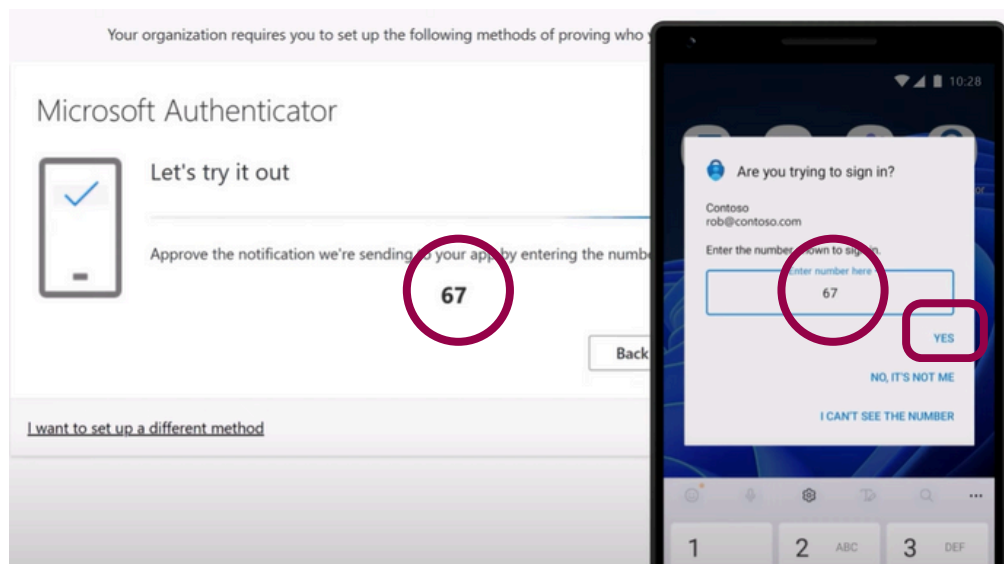 Your organization requires you to set up the following methods of proving who
Microsoft Authenticator
Let's try it out
Approve the notification we're sending to your app by entering the
67
Back
I want to set up a different method
10:28
Are you trying to sign in?
Contoso
rob@contoso.com
Enter the number shown to sign in.
Enter number here
67
YES
NO, IT'S NOT ME
I CAN'T SEE THE NUMBER
1
2 ABC
3 DEF